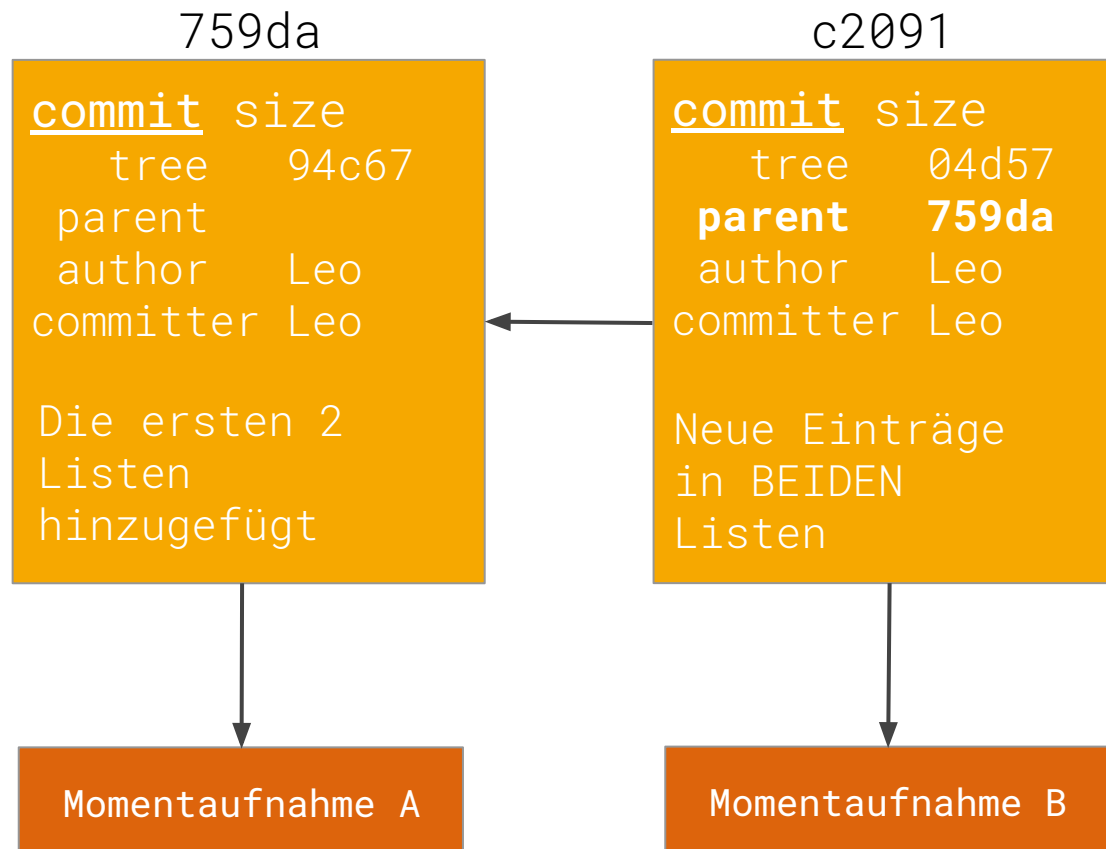 759da
commit size
tree 94c67
parent
author Leo
committer Leo
Die ersten 2
Listen
hinzugefügt
Momentaufnahme A
c2091
commit size
tree 04d57
parent 759da
author Leo
committer Leo
Neue Einträge
in BEIDEN
Listen
Momentaufnahme B